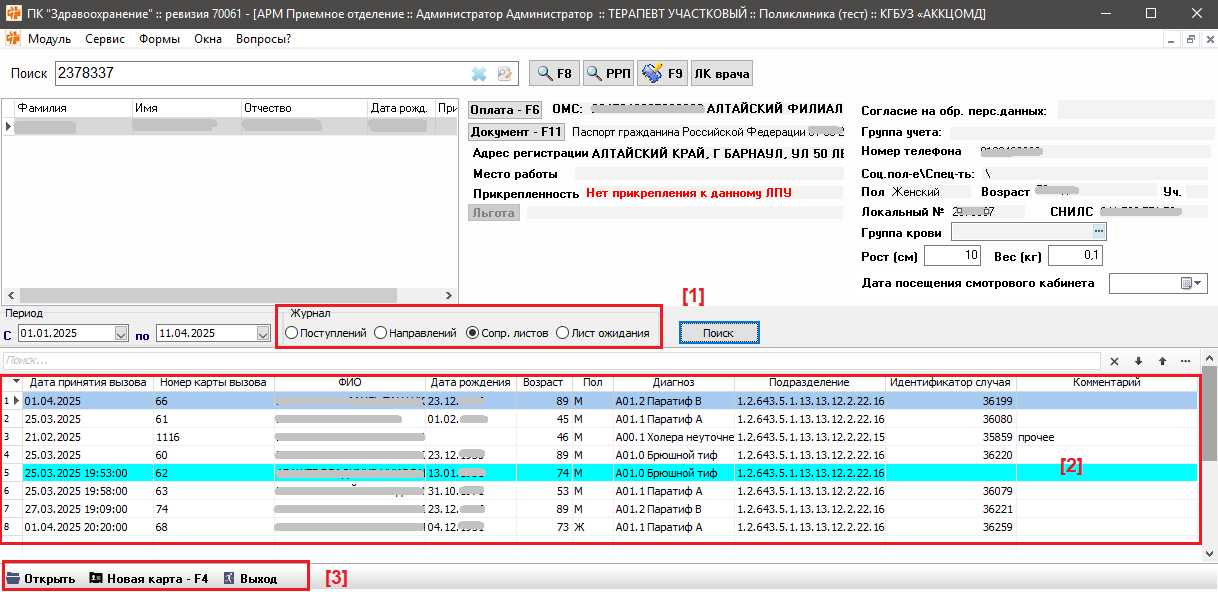 ПК "Здравоохранение" :: ревизия 70061 - [АРМ Приемное отделение :: Администратор Администратор :: ТЕРАПЕВТ УЧАСТКОВЫЙ :: Поликлиника (тест) :: КГБУЗ «АККЦОМД]
Модуль Сервис Формы Окна Вопросы?
Поиск 2378337 F8 РРП F9 ЛК врача
Фамилия Имя Отчество Дата рожд. При
Оплата - F6 ОМС: АЛТАЙСКИЙ ФИЛИАЛ
Документ - F11 Паспорт гражданина Российской Федерации
Адрес регистрации АЛТАЙСКИЙ КРАЙ, Г БАРНАУЛ, УЛ 50 ЛЕ
Место работы
Прикрепленность Нет прикрепления к данному ЛПУ
Льгота
Согласие на обр. перс.данных:
Группа учета:
Номер телефона
Соц.пол-е\Спец-ть: \
Пол Женский Возраст Уч.
Локальный № СНИЛС
Группа крови ...
Рост (см) 10 Вес (кг) 0,1
Дата посещения смотрового кабинета
Период
С 01.01.2025 по 11.04.2025
Журнал
Поступлений Направлений Сопр. листов Лист ожидания
[1]
Поиск
Поиск...
Дата принятия вызова Номер карты вызова ФИО Дата рождения Возраст Пол Диагноз Подразделение Идентификатор случая Комментарий
1 01.04.2025 66 23.12. 89 М A01.2 Паратиф B 1.2.643.5.1.13.13.12.2.22.16 36199
2 25.03.2025 61 01.02. 45 М A01.1 Паратиф A 1.2.643.5.1.13.13.12.2.22.16 36080
3 21.02.2025 1116 46 М A00.1 Холера неуточне 1.2.643.5.1.13.13.12.2.22.15 35859 прочее
4 25.03.2025 60 23.12. 89 М A01.0 Брюшной тиф 1.2.643.5.1.13.13.12.2.22.16 36220
5 25.03.2025 19:53:00 62 13.01. 74 М A01.0 Брюшной тиф 1.2.643.5.1.13.13.12.2.22.16
6 25.03.2025 19:58:00 63 31.10. 53 М A01.1 Паратиф A 1.2.643.5.1.13.13.12.2.22.16 36079
7 27.03.2025 19:09:00 74 23.12. 89 М A01.2 Паратиф B 1.2.643.5.1.13.13.12.2.22.16 36221
8 01.04.2025 20:20:00 68 04.12. 73 Ж A01.1 Паратиф A 1.2.643.5.1.13.13.12.2.22.16 36259
[2]
Открыть Новая карта - F4 Выход
[3]